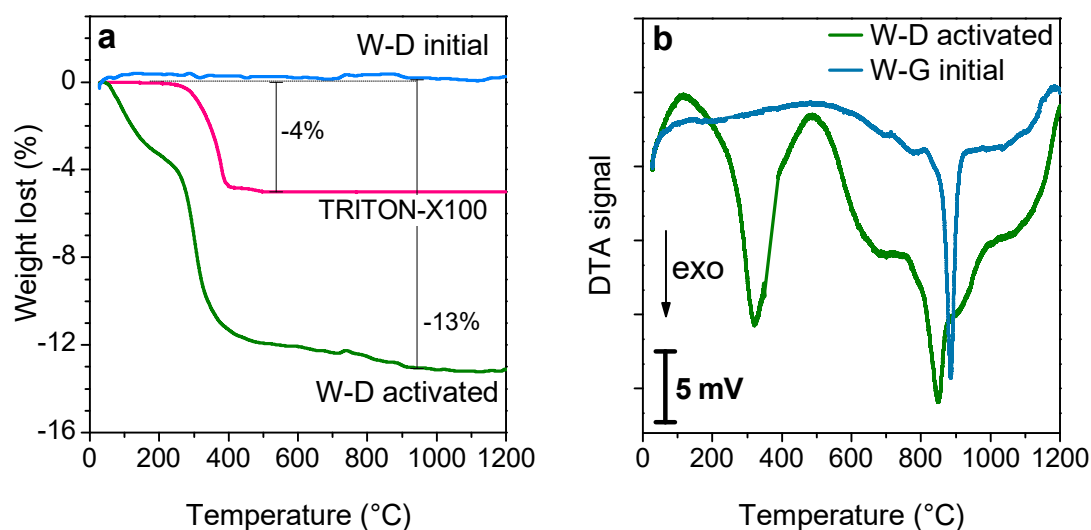 a
W-D initial
0
-4
-8
-12
-16
-4%
TRITON-X100
-13%
W-D activated
Weight lost (%)
0
200
400
600
800
1000
1200
Temperature (°C)
b
W-D activated
W-G initial
DTA signal
exo
5 mV
0
200
400
600
800
1000
1200
Temperature (°C)